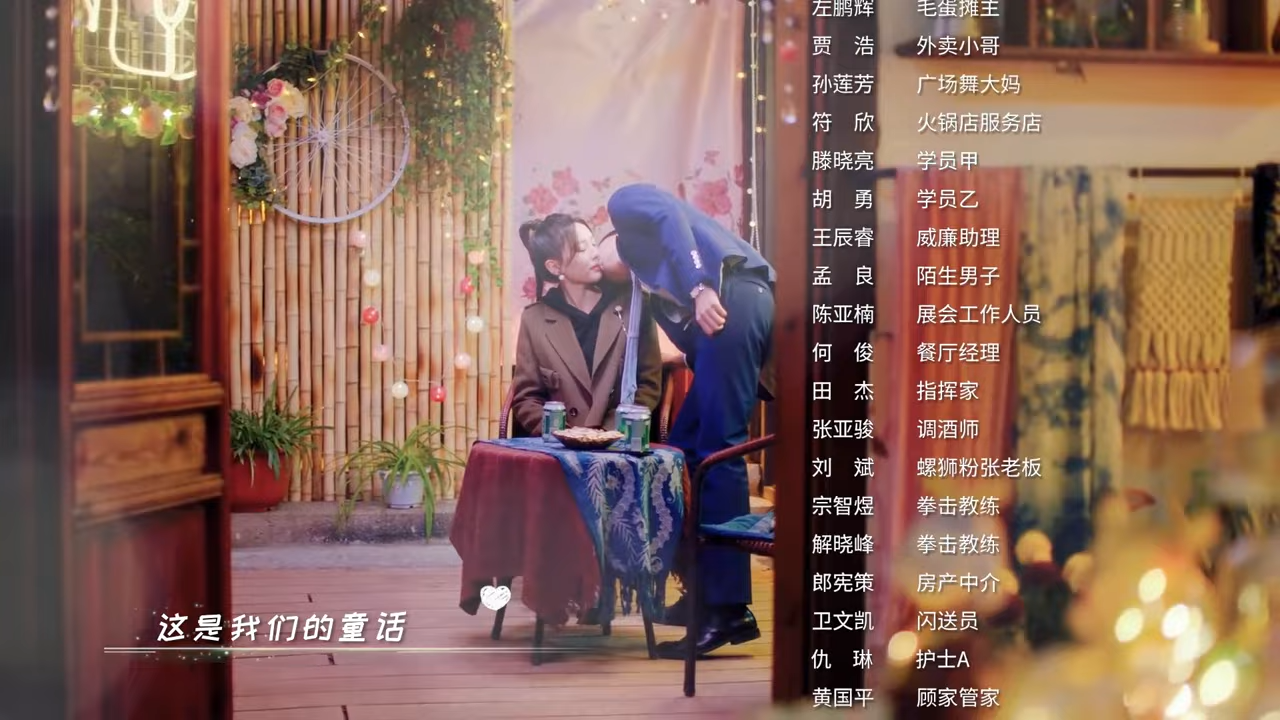 左鹏辉 毛蛋摊主
贾 浩 外卖小哥
孙莲芳 广场舞大妈
符 欣 火锅店服务店
滕晓亮 学员甲
胡 勇 学员乙
王辰睿 威廉助理
孟 良 陌生男子
陈亚楠 展会工作人员
何 俊 餐厅经理
田 杰 指挥家
张亚骏 调酒师
刘 斌 螺狮粉张老板
宗智煜 拳击教练
解晓峰 拳击教练
郎宪策 房产中介
卫文凯 闪送员
仇 琳 护士A
黄国平 顾家管家
这是我们的童话